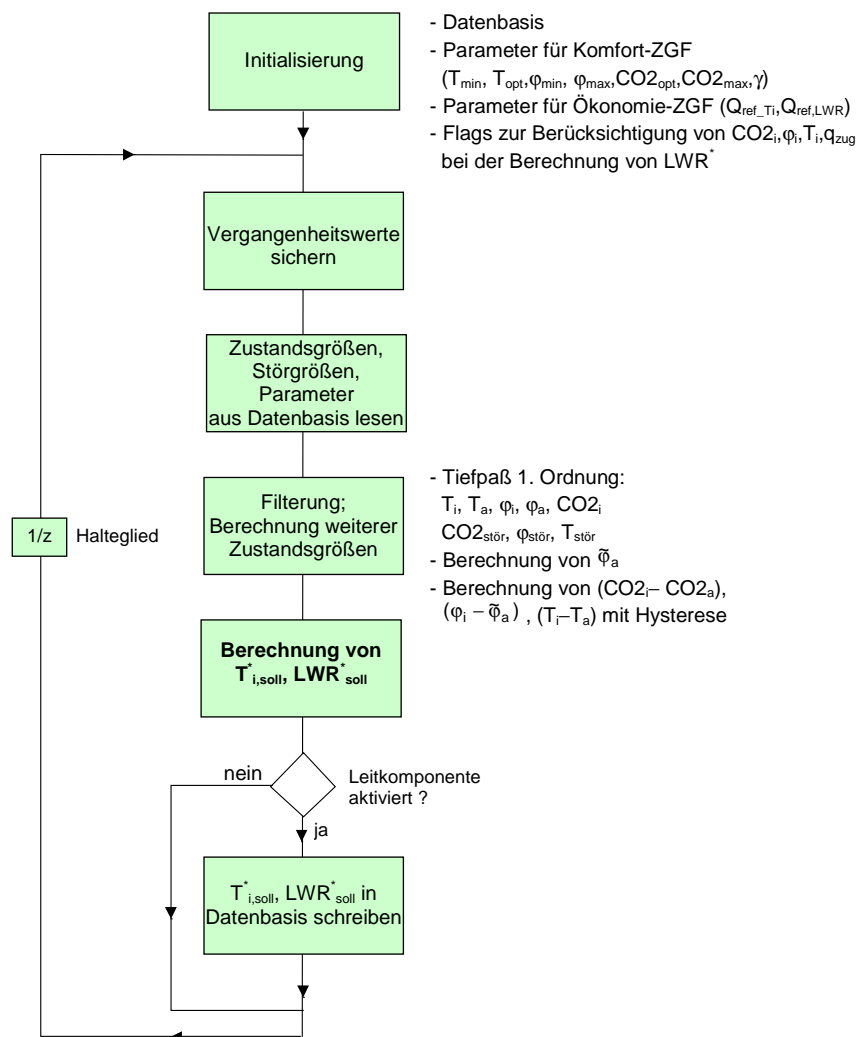 Initialisierung
- Datenbasis
- Parameter für Komfort-ZGF
(Tmin, Topt,φmin, φmax,CO2opt,CO2max,γ)
- Parameter für Ökonomie-ZGF (Qref_Ti,Qref,LWR)
- Flags zur Berücksichtigung von CO2i,φi,Ti,qzug
bei der Berechnung von LWR*
Vergangenheitswerte
sichern
Zustandsgrößen,
Störgrößen,
Parameter
aus Datenbasis lesen
Filterung;
Berechnung weiterer
Zustandsgrößen
- Tiefpaß 1. Ordnung:
Ti, Ta, φi, φa, CO2i
CO2stör, φstör, Tstör
- Berechnung von φ̃a
- Berechnung von (CO2i– CO2a),
(φi – φ̃a) , (Ti–Ta) mit Hysterese
1/z Halteglied
Berechnung von
T*i,soll, LWR*soll
nein
Leitkomponente
aktiviert ?
ja
T*i,soll, LWR*soll in
Datenbasis schreiben